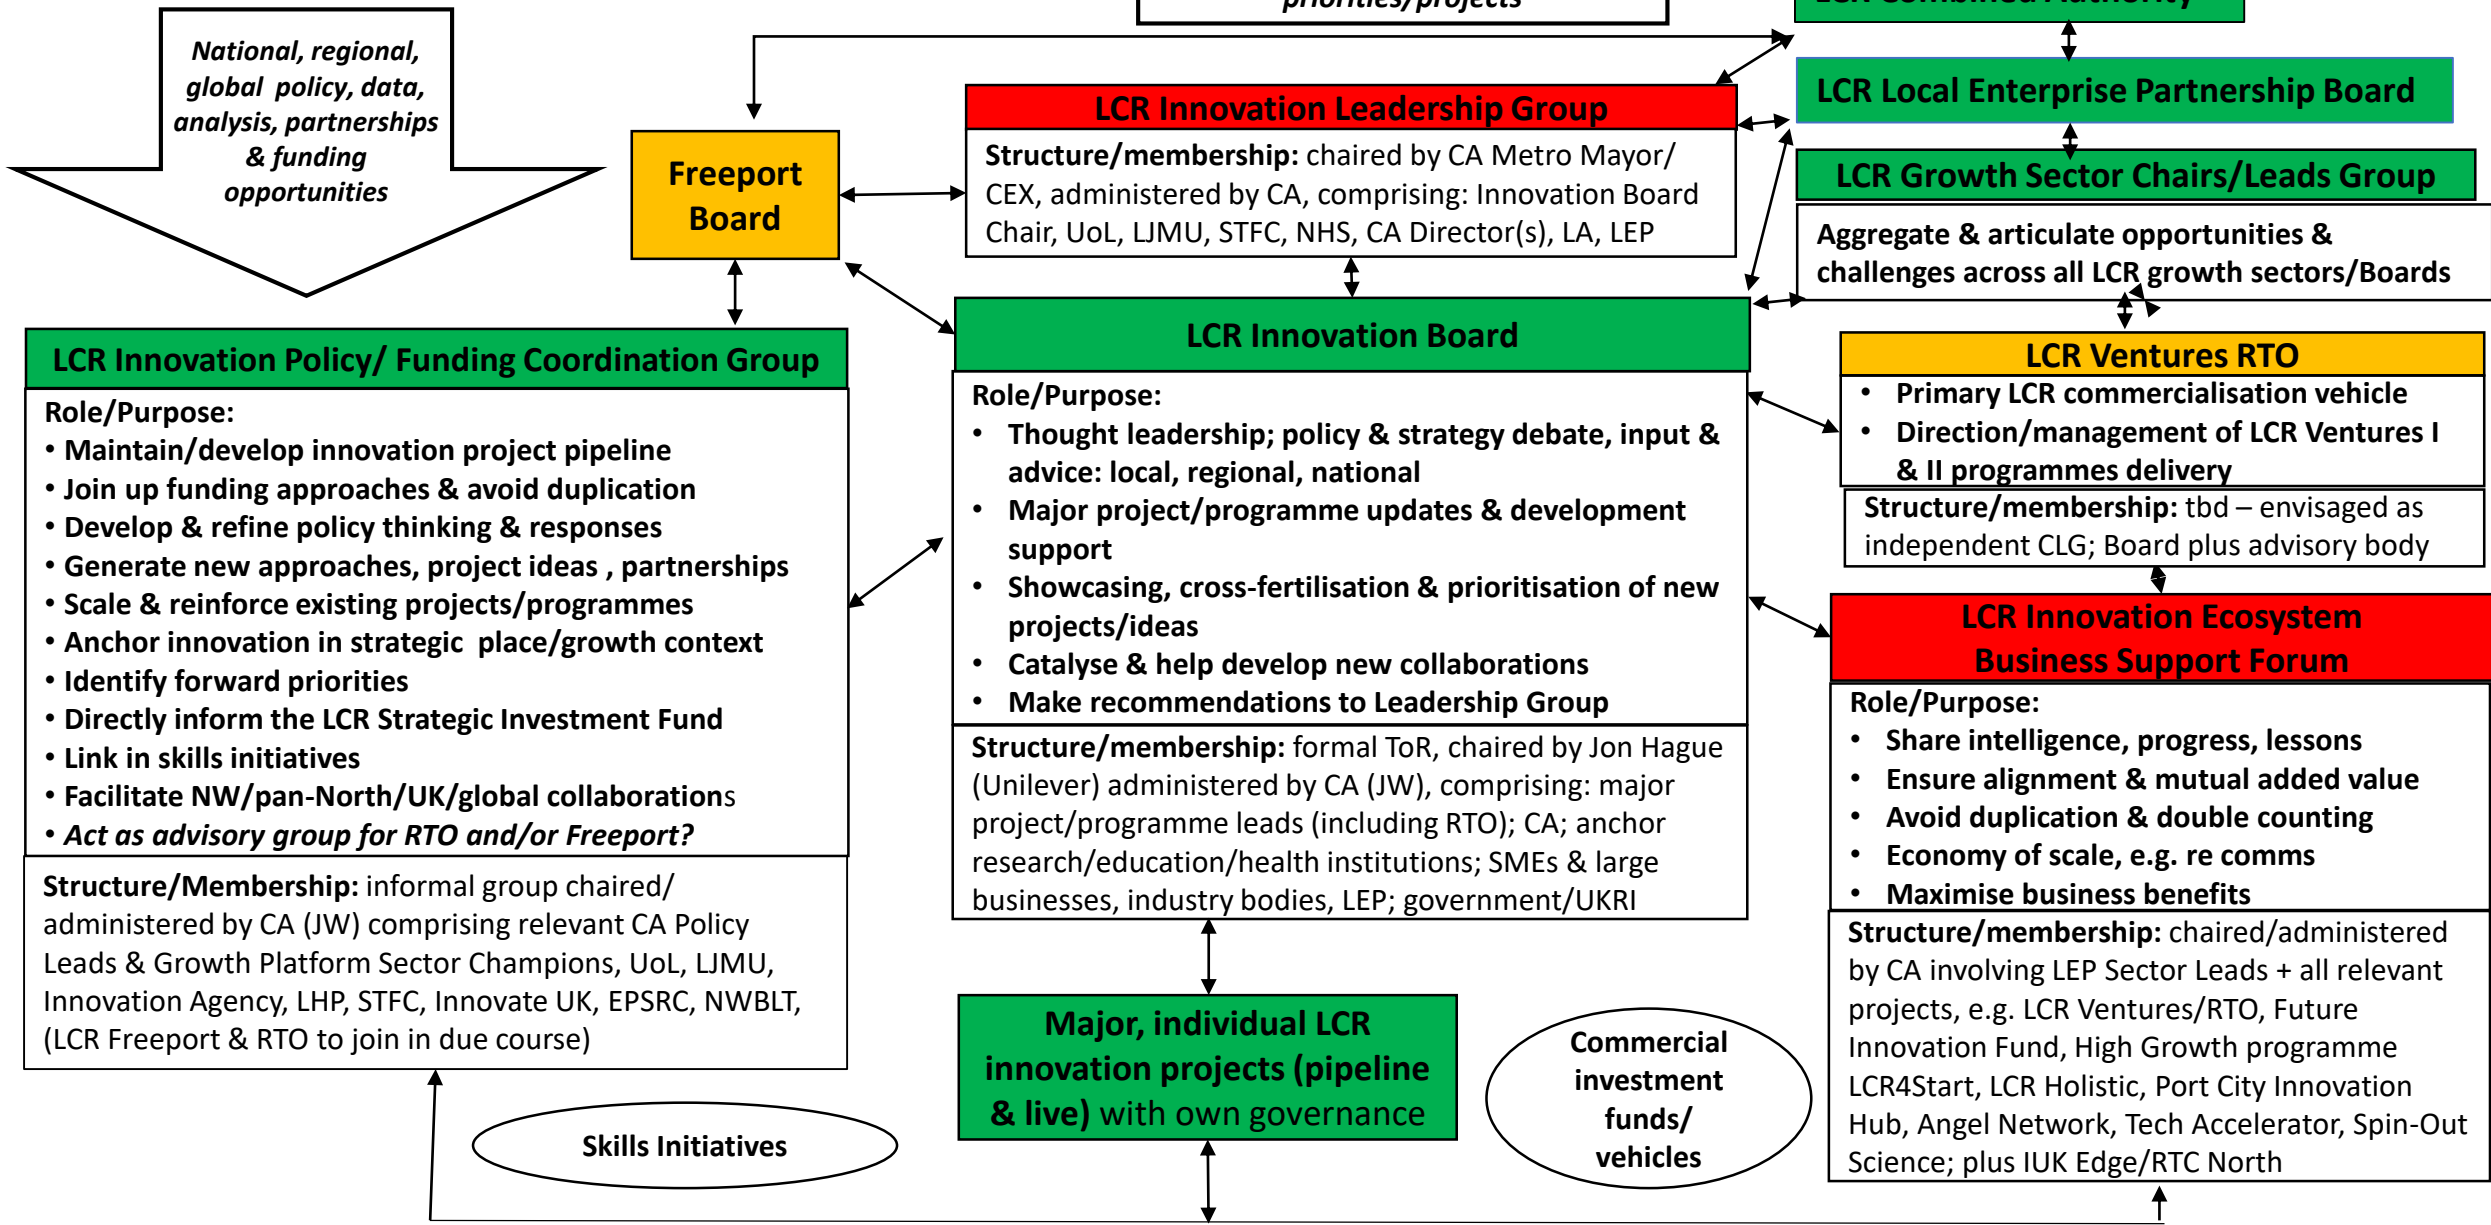 priorities/projects
LCR Combined Authority
National, regional,
global policy, data,
analysis, partnerships
& funding
opportunities
LCR Local Enterprise Partnership Board
LCR Innovation Leadership Group
Structure/membership: chaired by CA Metro Mayor/
CEX, administered by CA, comprising: Innovation Board
Chair, UoL, LJMU, STFC, NHS, CA Director(s), LA, LEP
Freeport
Board
LCR Growth Sector Chairs/Leads Group
Aggregate & articulate opportunities &
challenges across all LCR growth sectors/Boards
LCR Innovation Policy/ Funding Coordination Group
Role/Purpose:
• Maintain/develop innovation project pipeline
• Join up funding approaches & avoid duplication
• Develop & refine policy thinking & responses
• Generate new approaches, project ideas , partnerships
• Scale & reinforce existing projects/programmes
• Anchor innovation in strategic place/growth context
• Identify forward priorities
• Directly inform the LCR Strategic Investment Fund
• Link in skills initiatives
• Facilitate NW/pan-North/UK/global collaborations
• Act as advisory group for RTO and/or Freeport?
Structure/Membership: informal group chaired/
administered by CA (JW) comprising relevant CA Policy
Leads & Growth Platform Sector Champions, UoL, LJMU,
Innovation Agency, LHP, STFC, Innovate UK, EPSRC, NWBLT,
(LCR Freeport & RTO to join in due course)
LCR Innovation Board
Role/Purpose:
• Thought leadership; policy & strategy debate, input &
advice: local, regional, national
• Major project/programme updates & development
support
• Showcasing, cross-fertilisation & prioritisation of new
projects/ideas
• Catalyse & help develop new collaborations
• Make recommendations to Leadership Group
Structure/membership: formal ToR, chaired by Jon Hague
(Unilever) administered by CA (JW), comprising: major
project/programme leads (including RTO); CA; anchor
research/education/health institutions; SMEs & large
businesses, industry bodies, LEP; government/UKRI
LCR Ventures RTO
• Primary LCR commercialisation vehicle
• Direction/management of LCR Ventures I
& II programmes delivery
Structure/membership: tbd – envisaged as
independent CLG; Board plus advisory body
LCR Innovation Ecosystem
Business Support Forum
Role/Purpose:
• Share intelligence, progress, lessons
• Ensure alignment & mutual added value
• Avoid duplication & double counting
• Economy of scale, e.g. re comms
• Maximise business benefits
Structure/membership: chaired/administered
by CA involving LEP Sector Leads + all relevant
projects, e.g. LCR Ventures/RTO, Future
Innovation Fund, High Growth programme
LCR4Start, LCR Holistic, Port City Innovation
Hub, Angel Network, Tech Accelerator, Spin-Out
Science; plus IUK Edge/RTC North
Major, individual LCR
innovation projects (pipeline
& live) with own governance
Commercial
investment
funds/
vehicles
Skills Initiatives